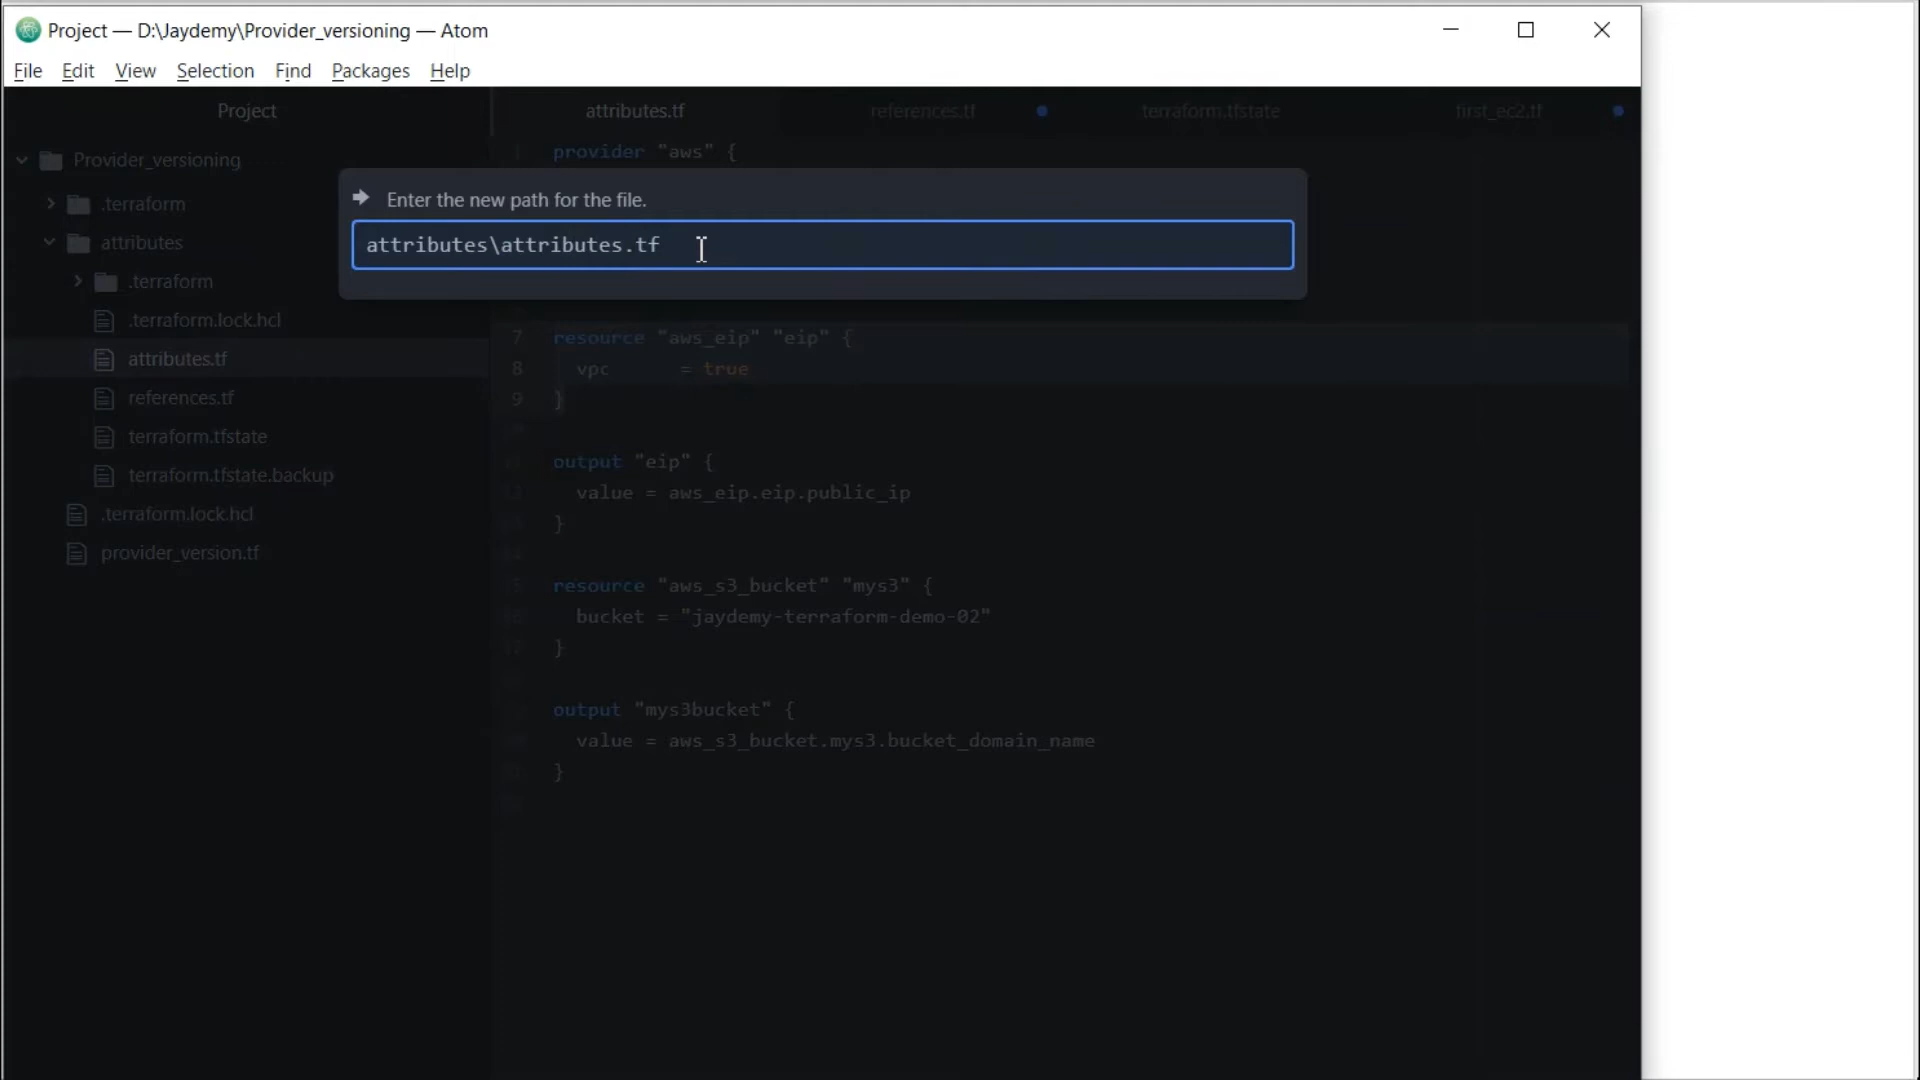 Project — D:\Jaydemy\Provider_versioning — Atom
File Edit View Selection Find Packages Help
Project
attributes.tf references.tf terraform.tfstate first_ec2.tf
provider "aws" {
Provider_versioning
.terraform
attributes
.terraform
.terraform.lock.hcl
attributes.tf
references.tf
terraform.tfstate
terraform.tfstate.backup
.terraform.lock.hcl
provider_version.tf
Enter the new path for the file.
attributes\attributes.tf
7 resource "aws_eip" "eip" {
8 vpc = true
9 }
output "eip" {
value = aws_eip.eip.public_ip
}
resource "aws_s3_bucket" "mys3" {
bucket = "jaydemy-terraform-demo-02"
}
output "mys3bucket" {
value = aws_s3_bucket.mys3.bucket_domain_name
}